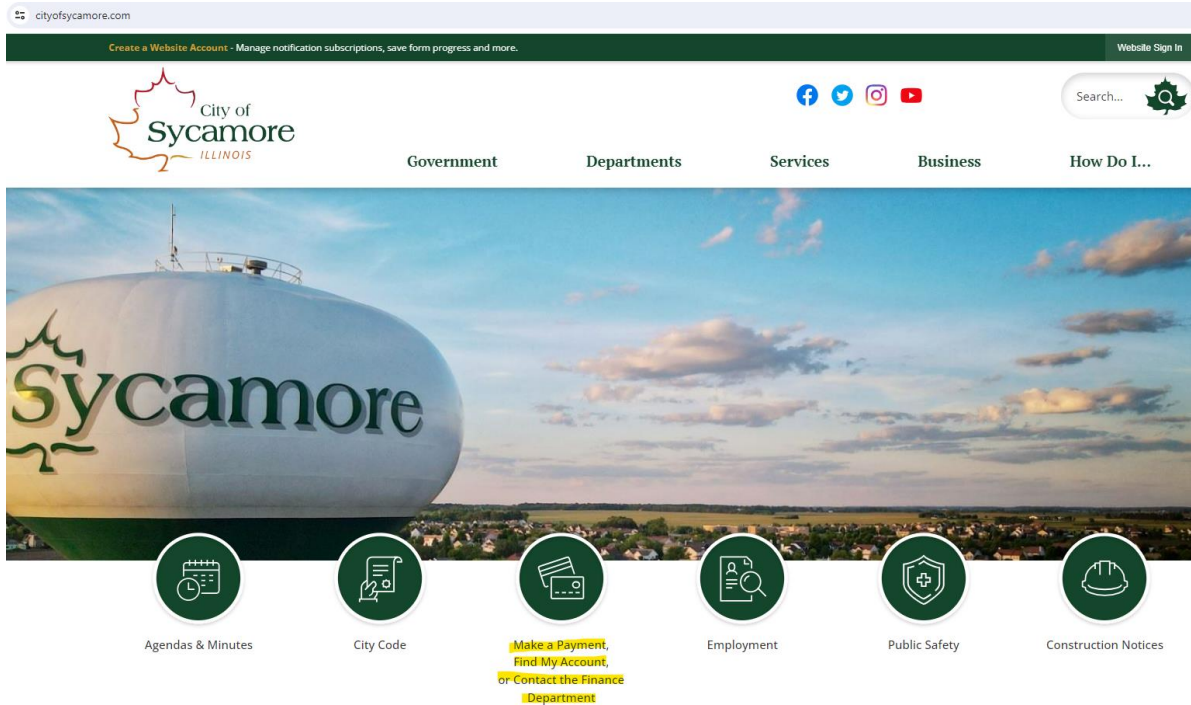 cityofsycamore.com
Create a Website Account - Manage notification subscriptions, save form progress and more.
Website Sign In
City of
Sycamore
ILLINOIS
Search...
Government
Departments
Services
Business
How Do I...
Sycamore
Agendas & Minutes
City Code
Make a Payment,
Find My Account,
or Contact the Finance
Department
Employment
Public Safety
Construction Notices